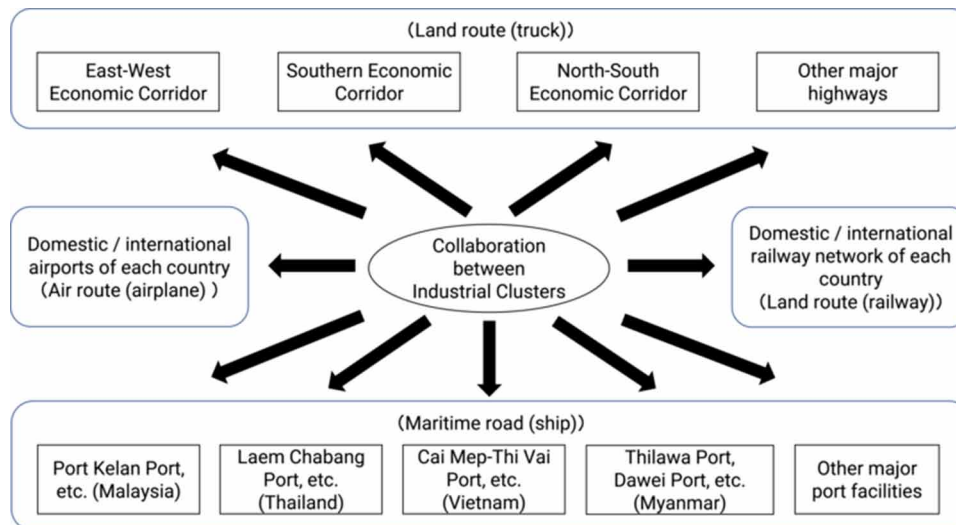 (Land route (truck))
East-West
Economic Corridor
Southern Economic
Corridor
North-South
Economic Corridor
Other major
highways
Domestic / international
airports of each country
(Air route (airplane) )
Collaboration
between
Industrial Clusters
Domestic / international
railway network of each
country
(Land route (railway))
(Maritime road (ship))
Port Kelan Port,
etc. (Malaysia)
Laem Chabang
Port, etc.
(Thailand)
Cai Mep-Thi Vai
Port, etc.
(Vietnam)
Thilawa Port,
Dawei Port, etc.
(Myanmar)
Other major
port facilities